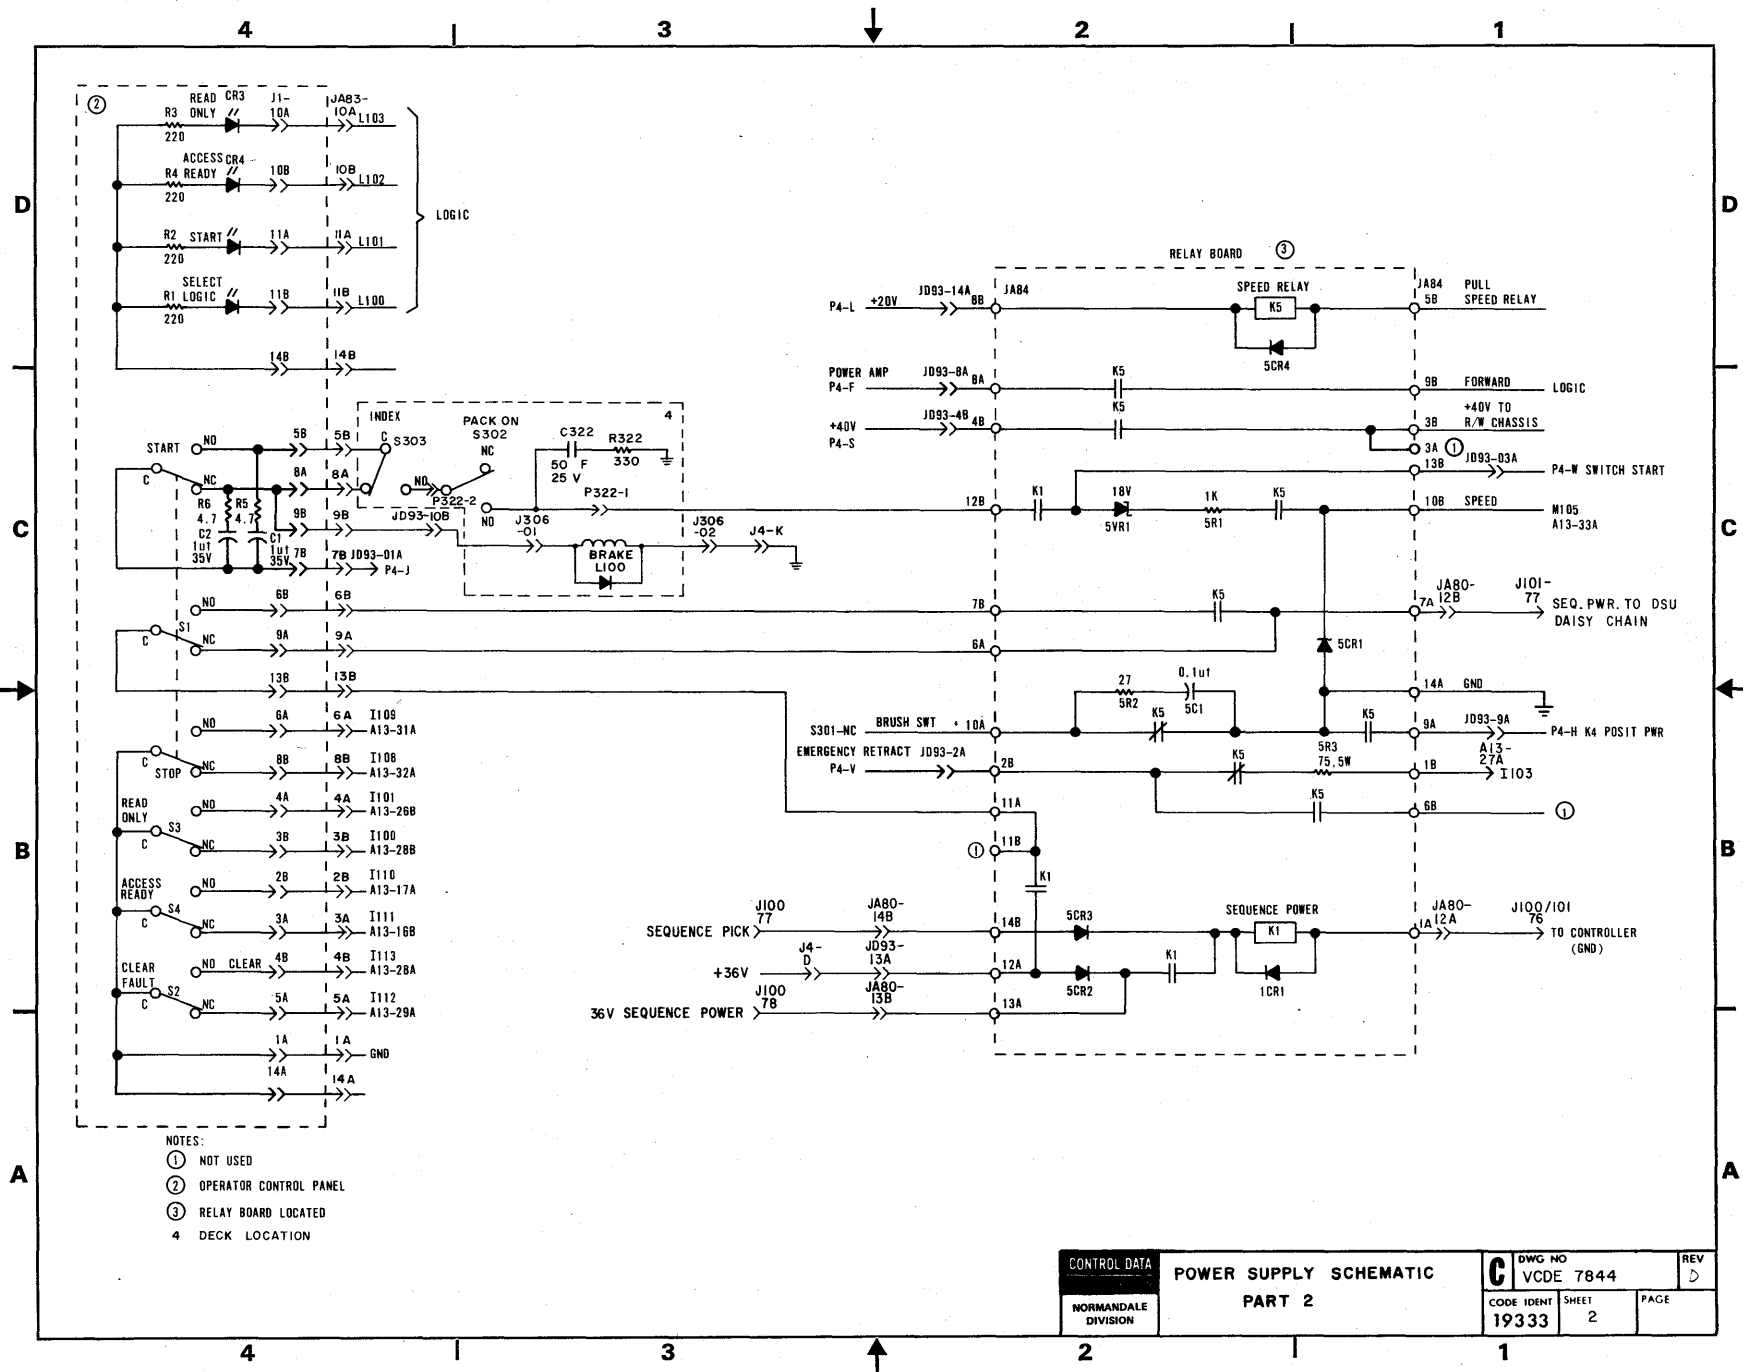 4 3 2 1
D D
C C
B B
A A
2
READ ONLY CR3
R3
220
J1-
10A
JA83-
10A
L103
ACCESS READY CR4
R4
220
10B
10B
L102
R2 START
220
11A
11A
L101
SELECT LOGIC
R1
220
11B
11B
L100
LOGIC
14B
14B
START NO
5B
5B
C
NC
8A
8A
R6
4.7
R5
4.7
C2
1uf
35V
C1
1uf
35V
9B
9B
JD93-10B
7B
7B JD93-01A
P4-J
INDEX
C
S303
PACK ON
S302
NC
NO
P322-2
NO
4
C322
50 F
25 V
R322
330
P322-1
J306
-01
BRAKE
L100
J306
-02
J4-K
NO
6B
6B
C
S1
NC
9A
9A
13B
13B
NO
6A
6A
I109
A13-31A
C
STOP
NC
8B
8B
I108
A13-32A
READ
ONLY
NO
4A
4A
I101
A13-26B
S3
C
NC
3B
3B
I100
A13-28B
ACCESS
READY
NO
2B
2B
I110
A13-17A
S4
C
NC
3A
3A
I111
A13-16B
CLEAR
FAULT
NO CLEAR
4B
4B
I113
A13-28A
S2
C
NC
5A
5A
I112
A13-29A
1A
1A
GND
14A
14A
RELAY BOARD 3
P4-L +20V
JD93-14A
8B
JA84
SPEED RELAY
K5
5CR4
JA84
5B
PULL
SPEED RELAY
POWER AMP
P4-F
JD93-8A
8A
K5
9B
FORWARD
LOGIC
+40V
P4-S
JD93-4B
4B
K5
3B
+40V TO
R/W CHASSIS
3A 1
13B
JD93-03A
P4-W SWITCH START
12B
K1
18V
5VR1
1K
5R1
K5
10B
SPEED
M105
A13-33A
7B
K5
7A
JA80-
12B
J101-
77
SEQ.PWR.TO DSU
DAISY CHAIN
6A
5CR1
27
5R2
0.1uf
5C1
14A
GND
S301-NC
BRUSH SWT
10A
K5
K5
9A
JD93-9A
P4-H K4 POSIT PWR
EMERGENCY RETRACT JD93-2A
P4-V
2B
K5
5R3
75,5W
1B
A13-
27A
I103
11A
K5
6B
1
1 11B
K1
SEQUENCE PICK
J100
77
JA80-
14B
14B
5CR3
SEQUENCE POWER
K1
1A
JA80-
12A
J100/101
76
TO CONTROLLER
(GND)
+36V
J4-
D
JD93-
13A
12A
5CR2
K1
1CR1
36V SEQUENCE POWER
J100
78
JA80-
13B
13A
NOTES:
1 NOT USED
2 OPERATOR CONTROL PANEL
3 RELAY BOARD LOCATED
4 DECK LOCATION
CONTROL DATA
NORMANDALE
DIVISION
POWER SUPPLY SCHEMATIC
PART 2
C
DWG NO
VCDE 7844
REV
D
CODE IDENT
19333
SHEET
2
PAGE
4 3 2 1